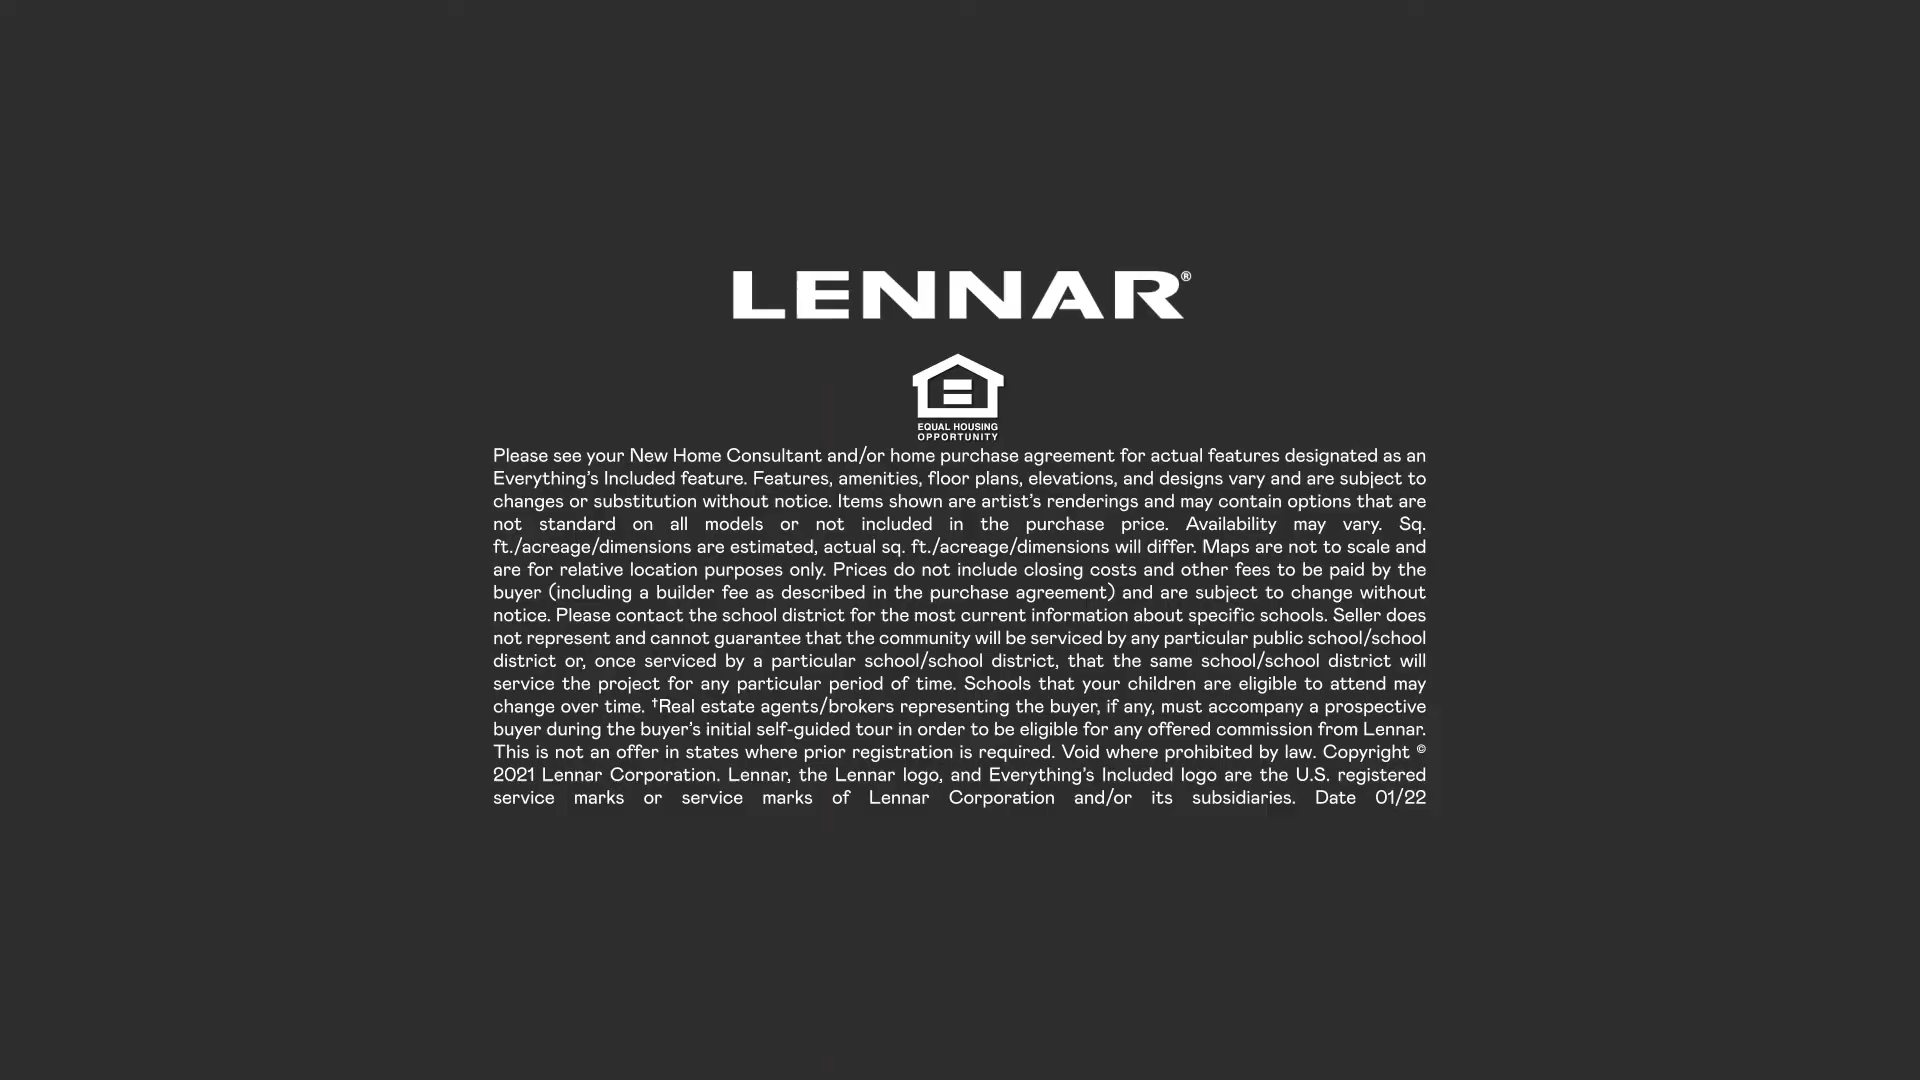 LENNAR®
EQUAL HOUSING
OPPORTUNITY
Please see your New Home Consultant and/or home purchase agreement for actual features designated as an
Everything’s Included feature. Features, amenities, floor plans, elevations, and designs vary and are subject to
changes or substitution without notice. Items shown are artist’s renderings and may contain options that are
not standard on all models or not included in the purchase price. Availability may vary. Sq.
ft./acreage/dimensions are estimated, actual sq. ft./acreage/dimensions will differ. Maps are not to scale and
are for relative location purposes only. Prices do not include closing costs and other fees to be paid by the
buyer (including a builder fee as described in the purchase agreement) and are subject to change without
notice. Please contact the school district for the most current information about specific schools. Seller does
not represent and cannot guarantee that the community will be serviced by any particular public school/school
district or, once serviced by a particular school/school district, that the same school/school district will
service the project for any particular period of time. Schools that your children are eligible to attend may
change over time. †Real estate agents/brokers representing the buyer, if any, must accompany a prospective
buyer during the buyer’s initial self-guided tour in order to be eligible for any offered commission from Lennar.
This is not an offer in states where prior registration is required. Void where prohibited by law. Copyright ©
2021 Lennar Corporation. Lennar, the Lennar logo, and Everything’s Included logo are the U.S. registered
service marks or service marks of Lennar Corporation and/or its subsidiaries. Date 01/22